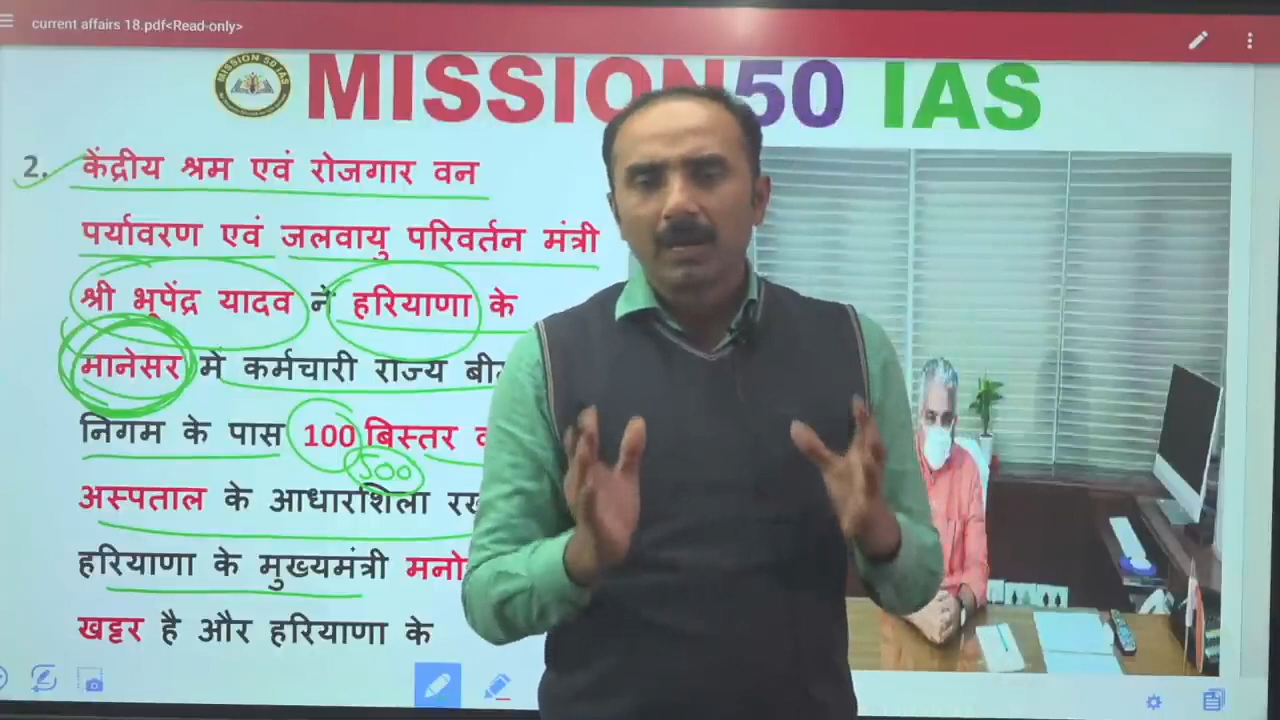 current affairs 18.pdf<Read-only>
MISSION 50 IAS
MISSION50 IAS
2. केंद्रीय श्रम एवं रोजगार वन
पर्यावरण एवं जलवायु परिवर्तन मंत्री
श्री भूपेंद्र यादव ने हरियाणा के
मानेसर में कर्मचारी राज्य
निगम के पास 100 बिस्तर
500
अस्पताल के आधारशिला
हरियाणा के मुख्यमंत्री
खट्टर है और हरियाणा के